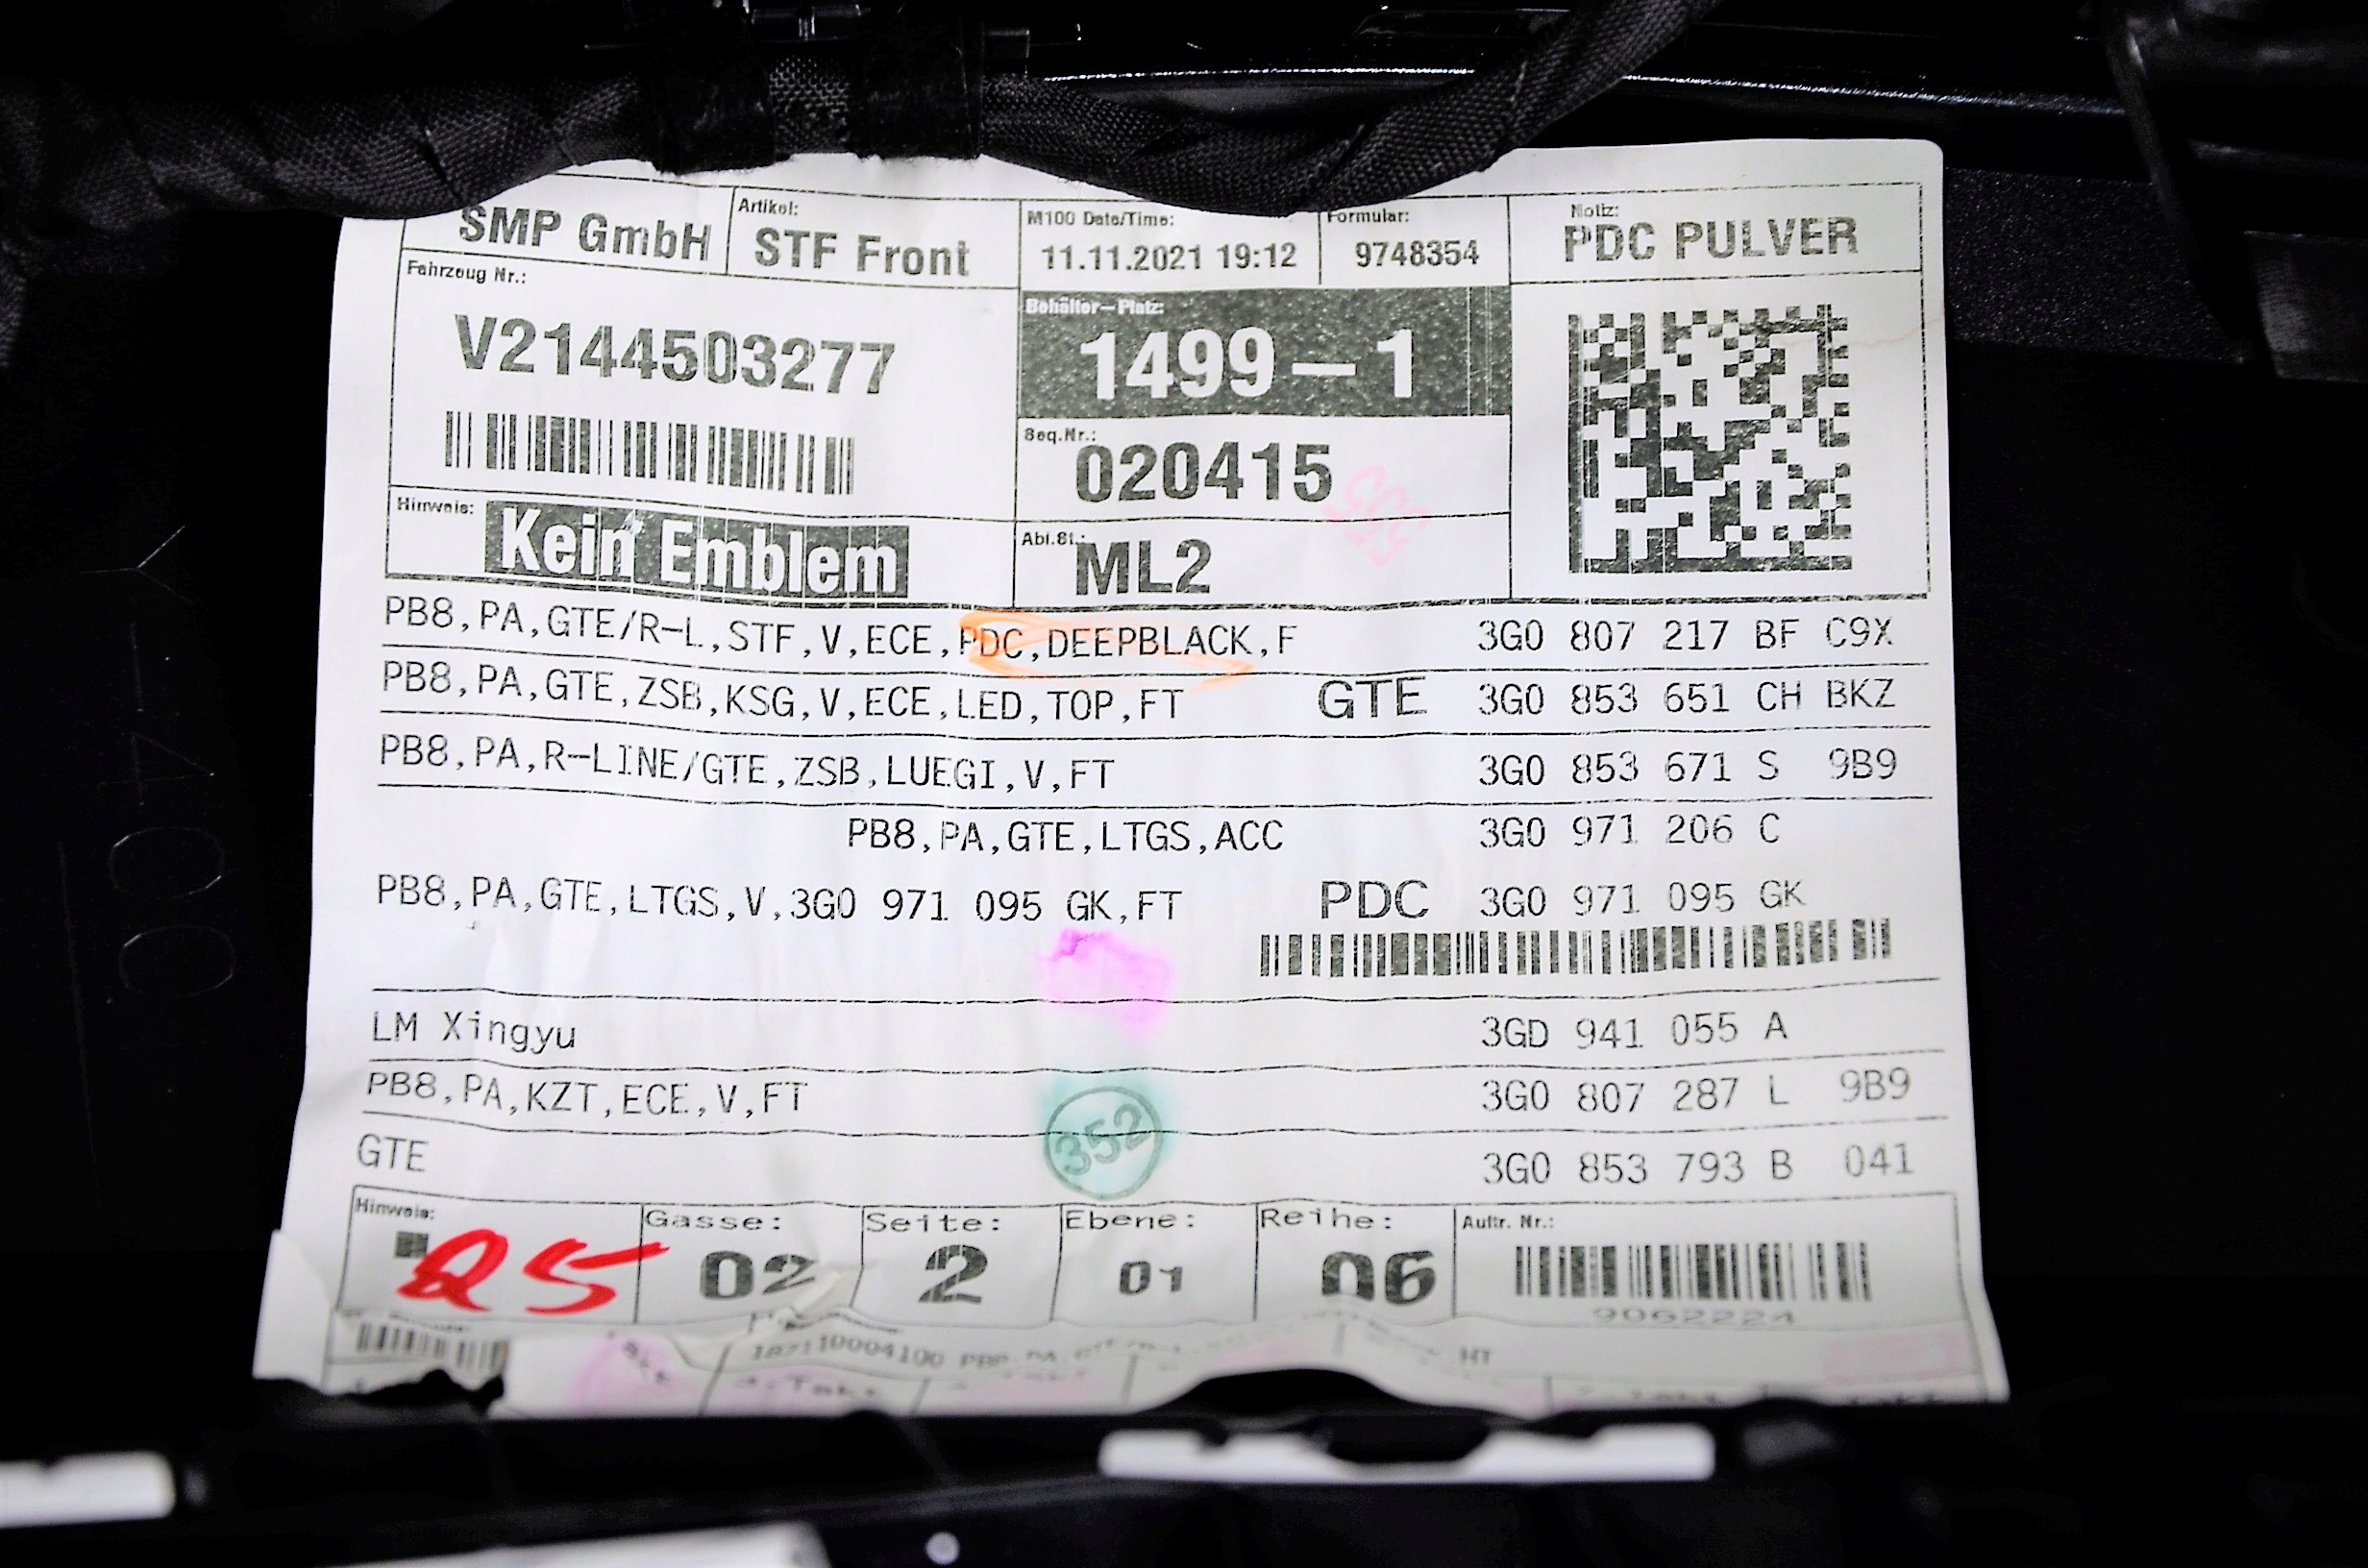 SMP GmbH
Artikel:
STF Front
M100 Date/Time:
11.11.2021 19:12
Formular:
9748354
Notiz:
PDC PULVER
Fahrzeug Nr.:
V2144503277
Behälter-Platz:
1499-1
Seq.Nr.:
020415
Hinweis:
Kein Emblem
ML2
PB8,PA,GTE/R-L,STF,V,ECE,PDC,DEEPBLACK,F 3G0 807 217 BF C9X
PB8,PA,GTE,ZSB,KSG,V,ECE,LED,TOP,FT GTE 3G0 853 651 CH BKZ
PB8,PA,R-LINE/GTE,ZSB,LUEGI,V,FT 3G0 853 671 S 9B9
PB8,PA,GTE,LTGS,ACC 3G0 971 206 C
PB8,PA,GTE,LTGS,V,3G0 971 095 GK,FT PDC 3G0 971 095 GK
LM Xingyu 3GD 941 055 A
PB8,PA,KZT,ECE,V,FT 3G0 807 287 L 9B9
352
GTE 3G0 853 793 B 041
Hinweis: Gasse: Seite: Ebene: Reihe: Auftr. Nr.:
Q5 02 2 01 06
9062224